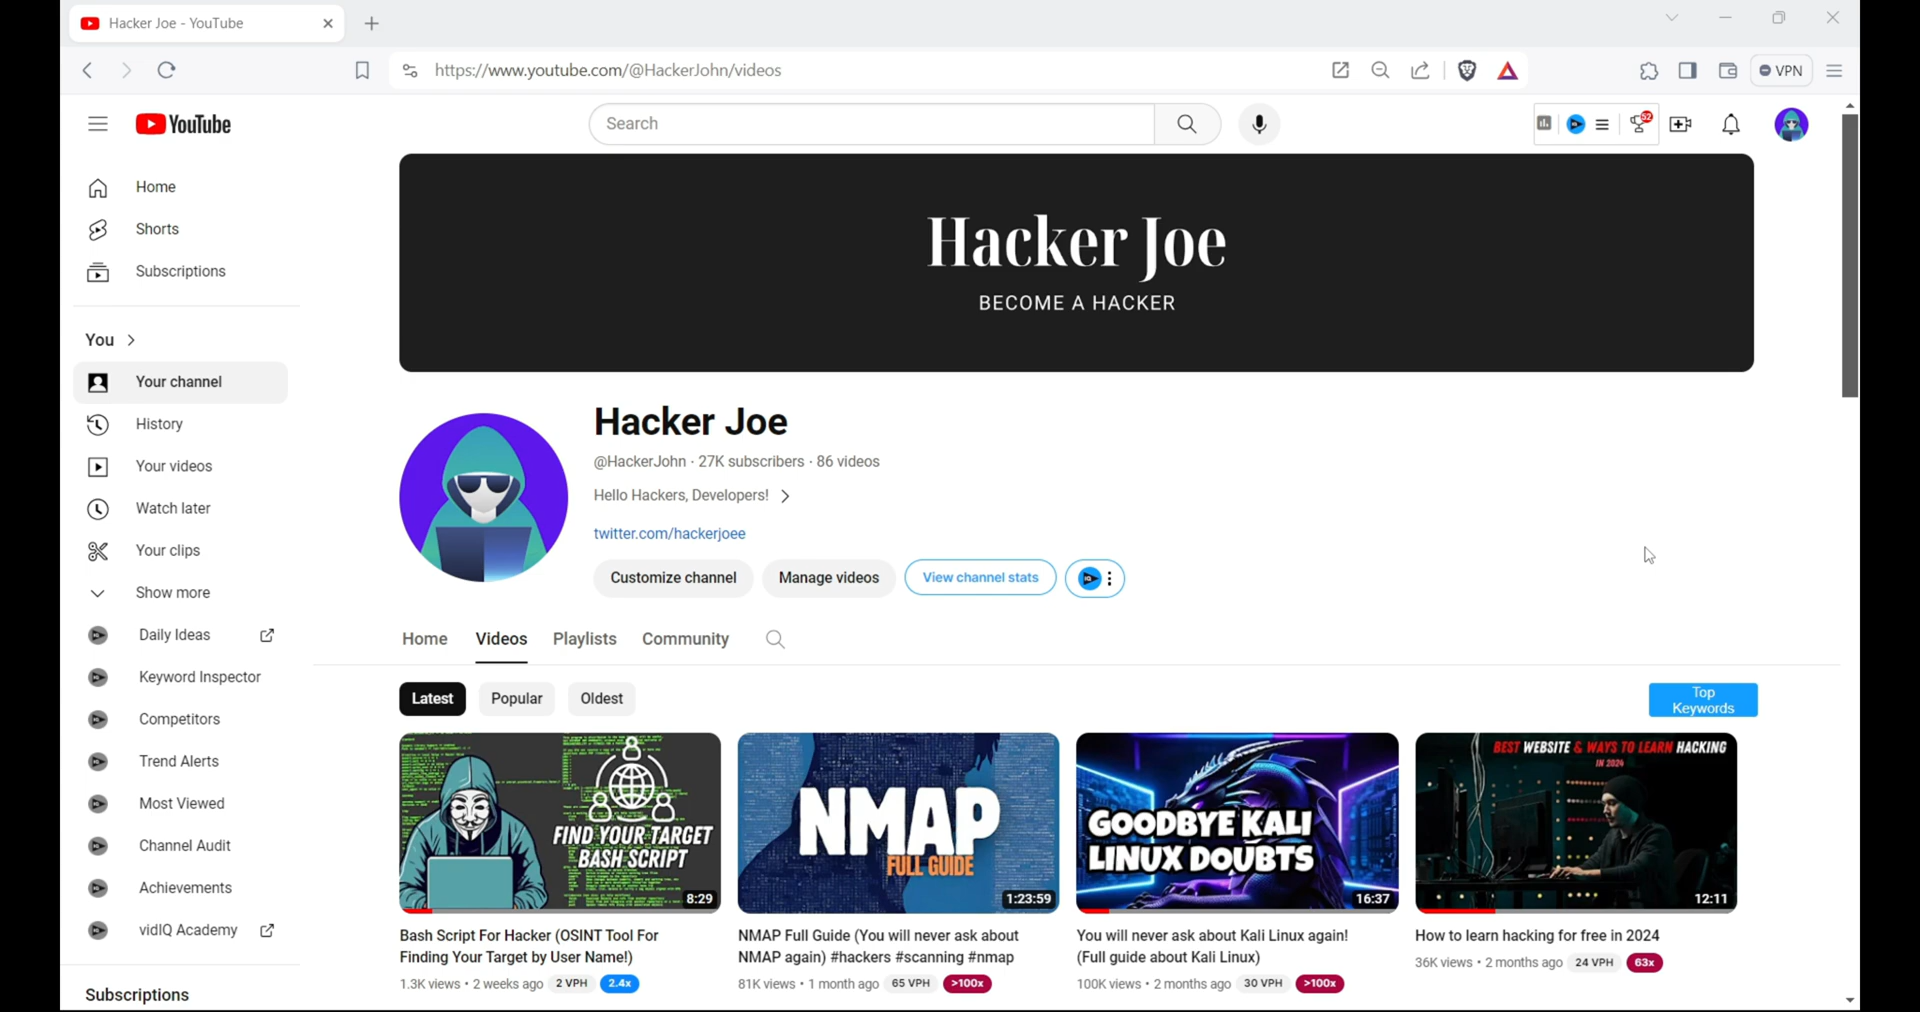 Hacker Joe - YouTube
https://www.youtube.com/@HackerJohn/videos
VPN
YouTube
Search
52
Home
Shorts
Subscriptions
You
Your channel
History
Your videos
Watch later
Your clips
Show more
Daily Ideas
Keyword Inspector
Competitors
Trend Alerts
Most Viewed
Channel Audit
Achievements
vidIQ Academy
Subscriptions
Hacker Joe
BECOME A HACKER
Hacker Joe
@HackerJohn · 27K subscribers · 86 videos
Hello Hackers, Developers!
twitter.com/hackerjoee
Customize channel
Manage videos
View channel stats
Home
Videos
Playlists
Community
Latest
Popular
Oldest
Top
Keywords
FIND YOUR TARGET
BASH SCRIPT
8:29
Bash Script For Hacker (OSINT Tool For
Finding Your Target by User Name!)
1.3K views • 2 weeks ago 2 VPH 2.4x
NMAP
FULL GUIDE
1:23:59
NMAP Full Guide (You will never ask about
NMAP again) #hackers #scanning #nmap
81K views • 1 month ago 65 VPH >100x
GOODBYE KALI
LINUX DOUBTS
16:37
You will never ask about Kali Linux again!
(Full guide about Kali Linux)
100K views • 2 months ago 30 VPH >100x
BEST WEBSITE & WAYS TO LEARN HACKING
IN 2024
12:11
How to learn hacking for free in 2024
36K views • 2 months ago 24 VPH 63x